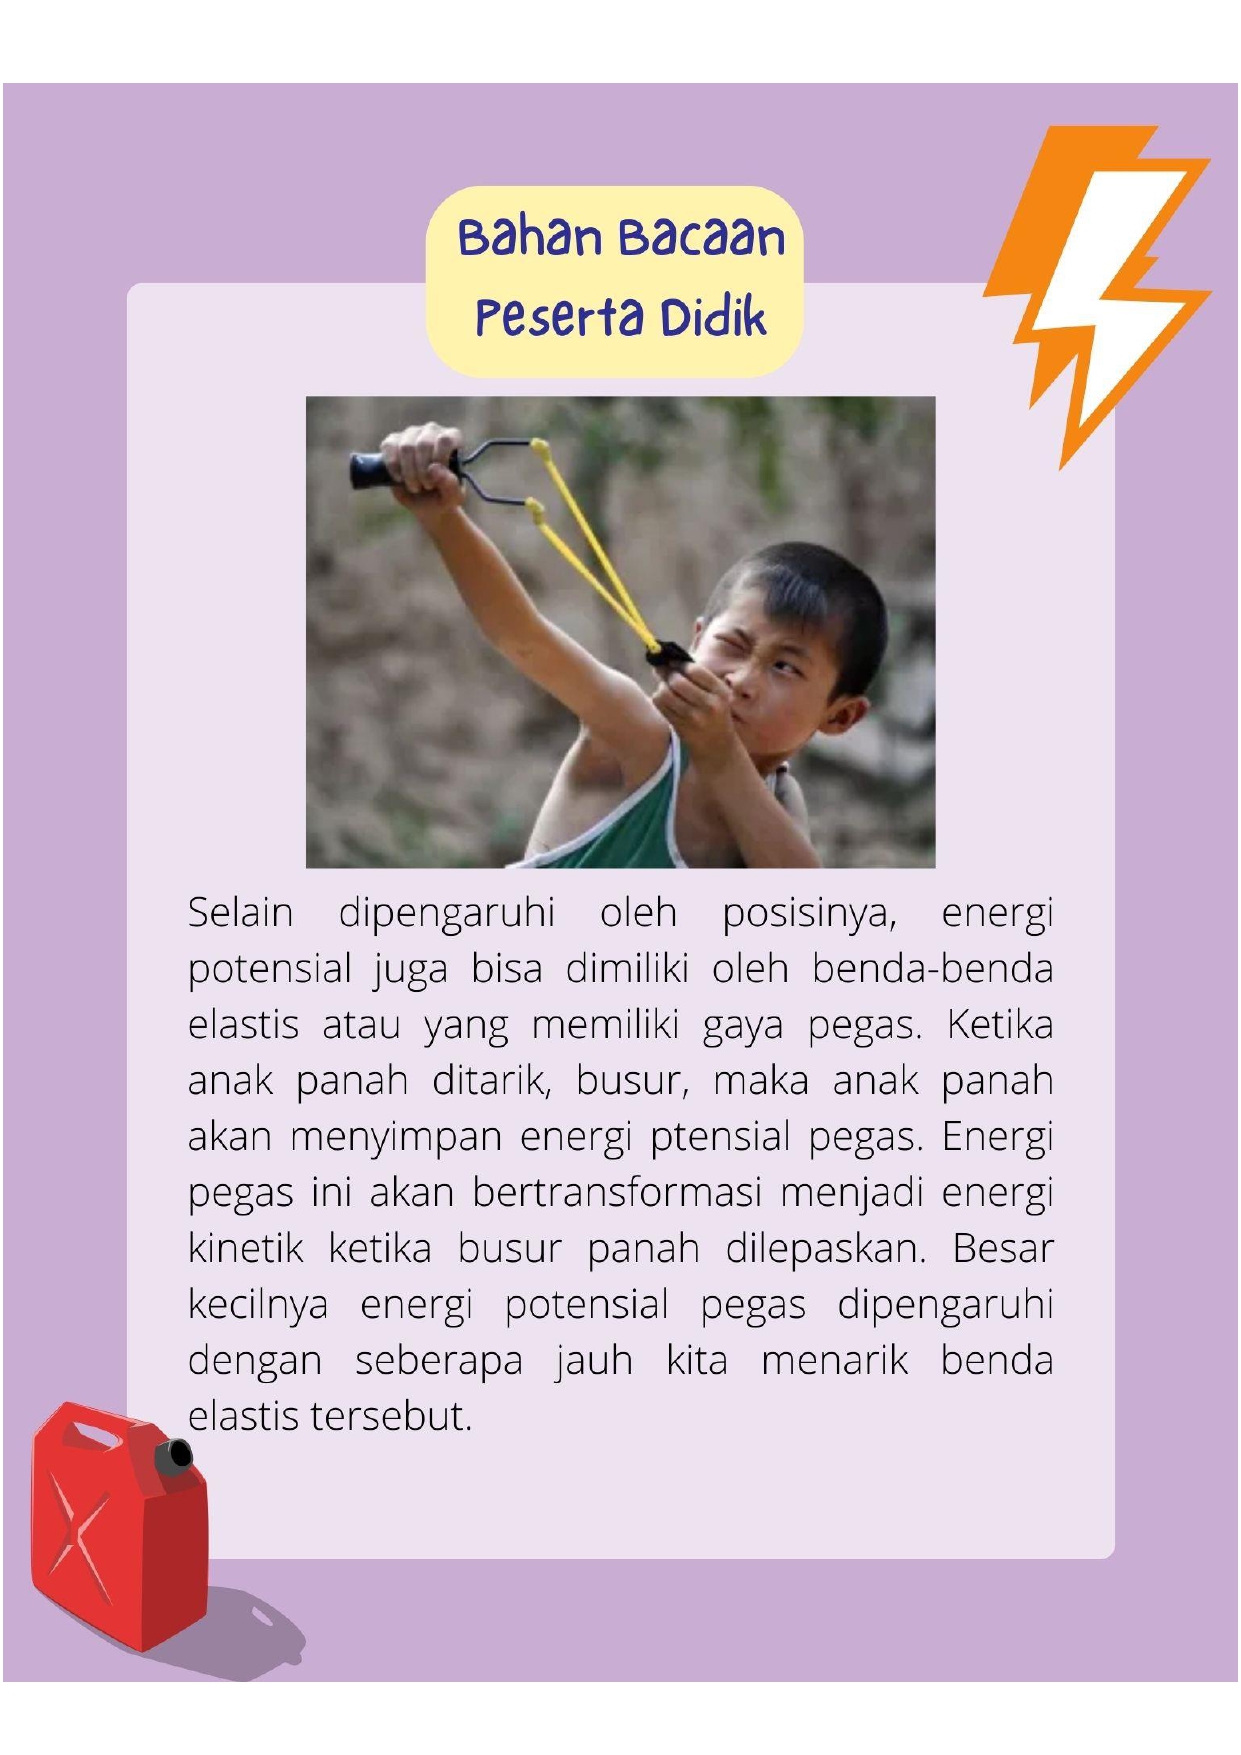 Bahan Bacaan
Peserta Didik
Selain dipengaruhi oleh posisinya, energi
potensial juga bisa dimiliki oleh benda-benda
elastis atau yang memiliki gaya pegas. Ketika
anak panah ditarik, busur, maka anak panah
akan menyimpan energi ptensial pegas. Energi
pegas ini akan bertransformasi menjadi energi
kinetik ketika busur panah dilepaskan. Besar
kecilnya energi potensial pegas dipengaruhi
dengan seberapa jauh kita menarik benda
elastis tersebut.